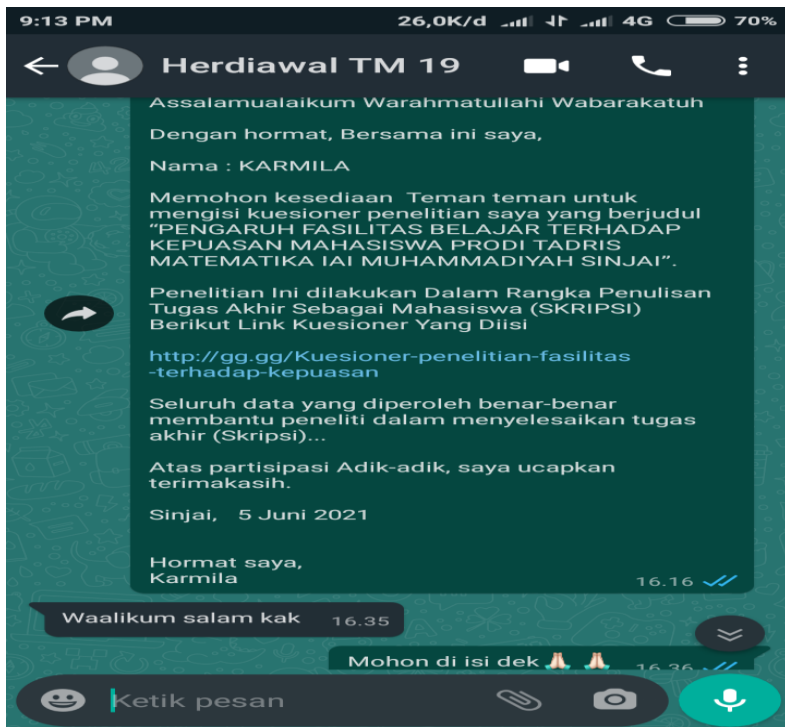 9:13 PM 26,0K/d 4G 70%
Herdiawal TM 19
Assalamualaikum Warahmatullahi Wabarakatuh
Dengan hormat, Bersama ini saya,
Nama : KARMILA
Memohon kesediaan Teman teman untuk
mengisi kuesioner penelitian saya yang berjudul
“PENGARUH FASILITAS BELAJAR TERHADAP
KEPUASAN MAHASISWA PRODI TADRIS
MATEMATIKA IAI MUHAMMADIYAH SINJAI”.
Penelitian Ini dilakukan Dalam Rangka Penulisan
Tugas Akhir Sebagai Mahasiswa (SKRIPSI)
Berikut Link Kuesioner Yang Diisi
http://gg.gg/Kuesioner-penelitian-fasilitas
-terhadap-kepuasan
Seluruh data yang diperoleh benar-benar
membantu peneliti dalam menyelesaikan tugas
akhir (Skripsi)...
Atas partisipasi Adik-adik, saya ucapkan
terimakasih.
Sinjai, 5 Juni 2021
Hormat saya,
Karmila 16.16
Waalikum salam kak 16.35
Mohon di isi dek 🙏🏻 🙏🏻 16.36
Ketik pesan